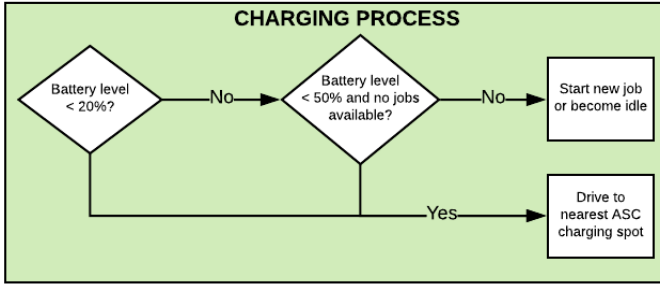 CHARGING PROCESS
Battery level
< 20%?
No
Battery level
< 50% and no jobs
available?
No
Start new job
or become idle
Yes
Drive to
nearest ASC
charging spot